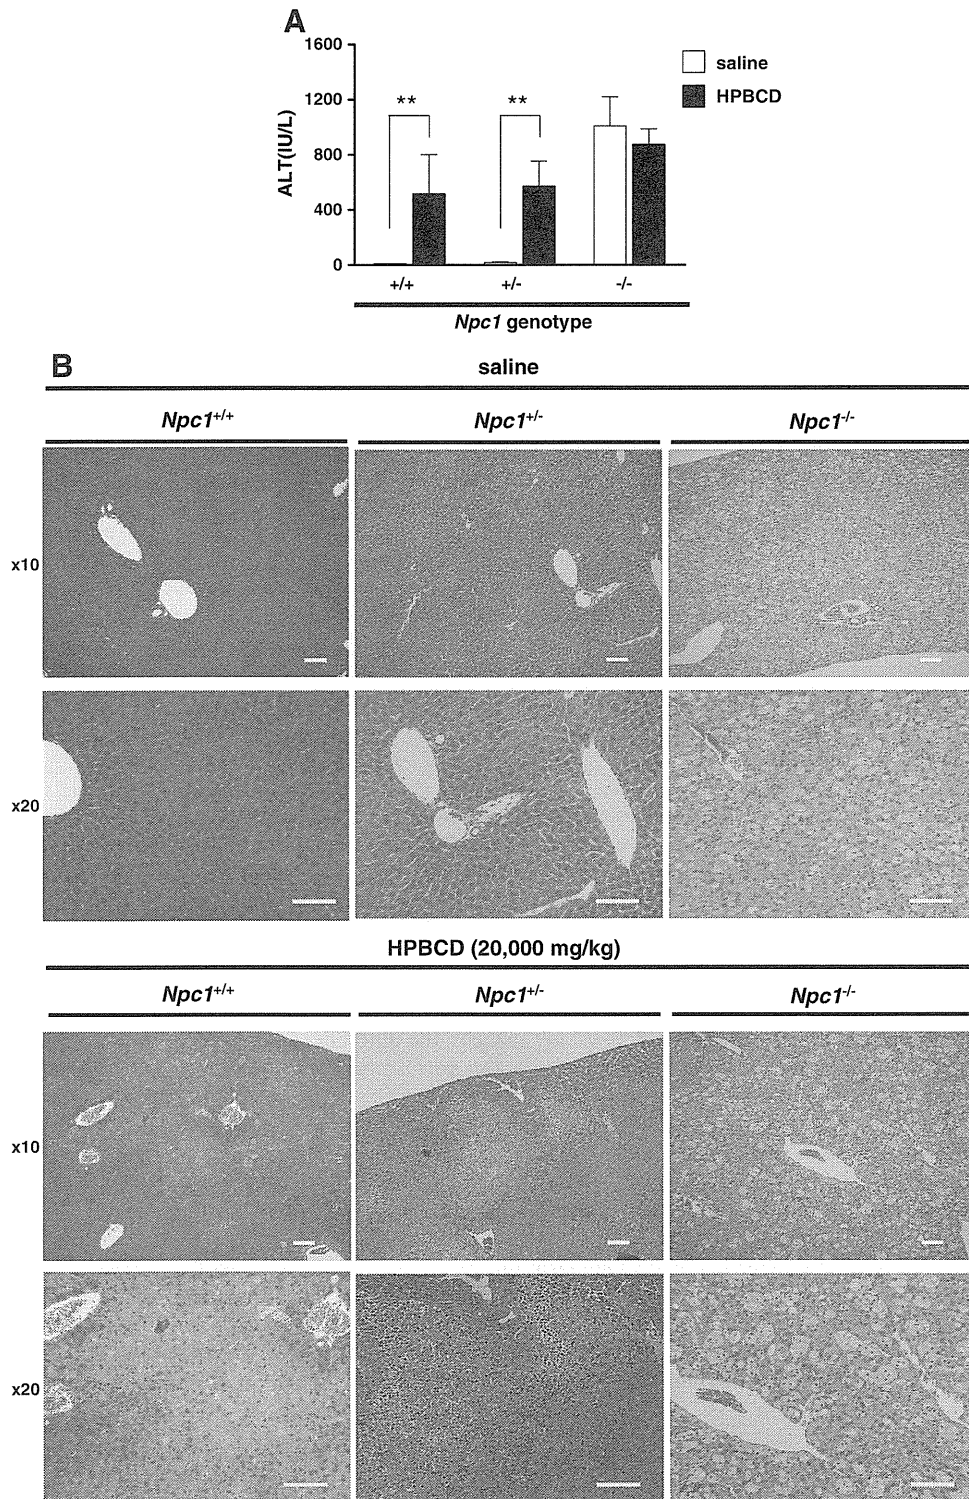 A
1600
1200
800
400
0
ALT(IU/L)
** **
saline
HPBCD
+/+ +/- -/-
Npc1 genotype
B
saline
Npc1+/+ Npc1+/- Npc1-/-
x10
x20
HPBCD (20,000 mg/kg)
Npc1+/+ Npc1+/- Npc1-/-
x10
x20